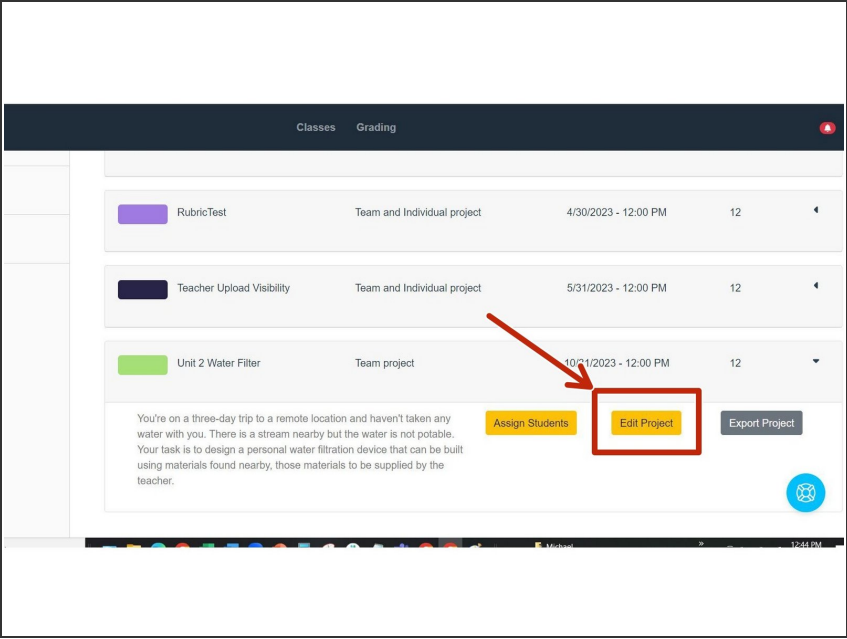 Classes Grading
RubricTest Team and Individual project 4/30/2023 - 12:00 PM 12
Teacher Upload Visibility Team and Individual project 5/31/2023 - 12:00 PM 12
Unit 2 Water Filter Team project 10/21/2023 - 12:00 PM 12
You're on a three-day trip to a remote location and haven't taken any
water with you. There is a stream nearby but the water is not potable.
Your task is to design a personal water filtration device that can be built
using materials found nearby, those materials to be supplied by the
teacher.
Assign Students Edit Project Export Project
Michael
12:44 PM